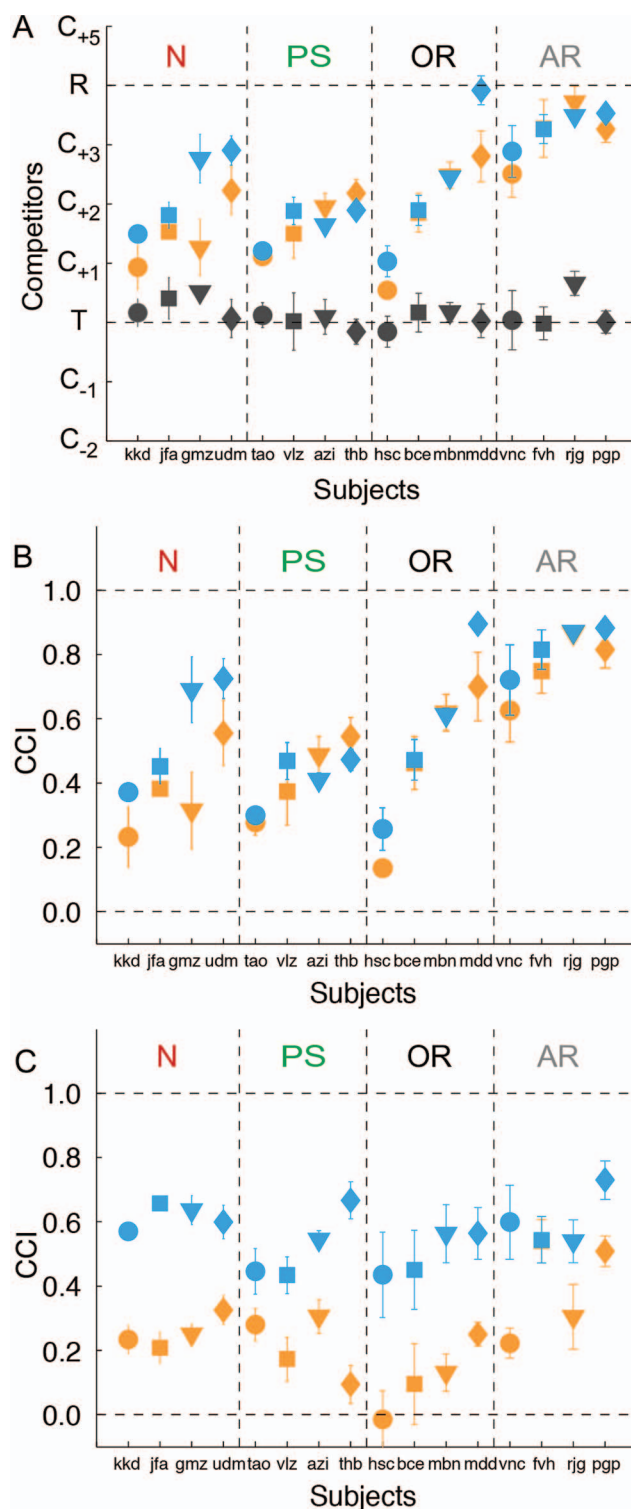 A
N PS OR AR
Competitors
C+5
R
C+3
C+2
C+1
T
C-1
C-2
kkd jfa gmz udm tao vlz azi thb hsc bce mbn mdd vnc fvh rjg pgp
Subjects
B
N PS OR AR
CCI
1.0
0.8
0.6
0.4
0.2
0.0
kkd jfa gmz udm tao vlz azi thb hsc bce mbn mdd vnc fvh rjg pgp
Subjects
C
N PS OR AR
CCI
1.0
0.8
0.6
0.4
0.2
0.0
kkd jfa gmz udm tao vlz azi thb hsc bce mbn mdd vnc fvh rjg pgp
Subjects